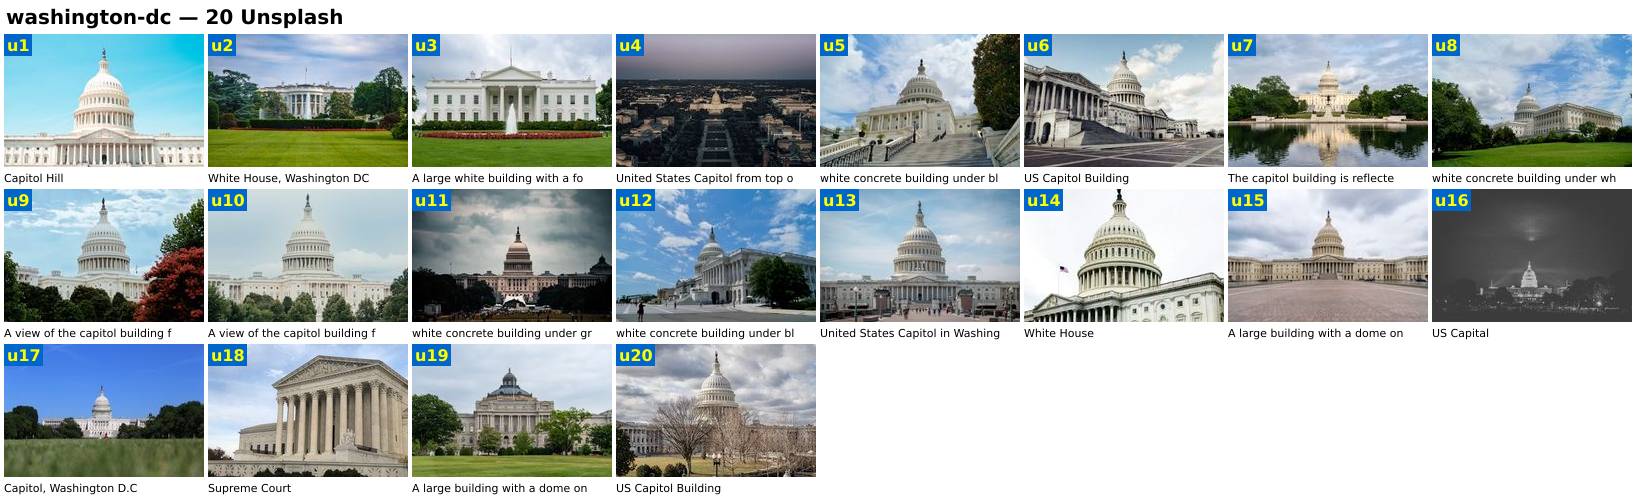 washington-dc — 20 Unsplash
u1
u2
u3
u4
u5
u6
u7
u8
Capitol Hill
White House, Washington DC
A large white building with a fo
United States Capitol from top o
white concrete building under bl
US Capitol Building
The capitol building is reflecte
white concrete building under wh
u9
u10
u11
u12
u13
u14
u15
u16
A view of the capitol building f
A view of the capitol building f
white concrete building under gr
white concrete building under bl
United States Capitol in Washing
White House
A large building with a dome on
US Capital
u17
u18
u19
u20
Capitol, Washington D.C
Supreme Court
A large building with a dome on
US Capitol Building